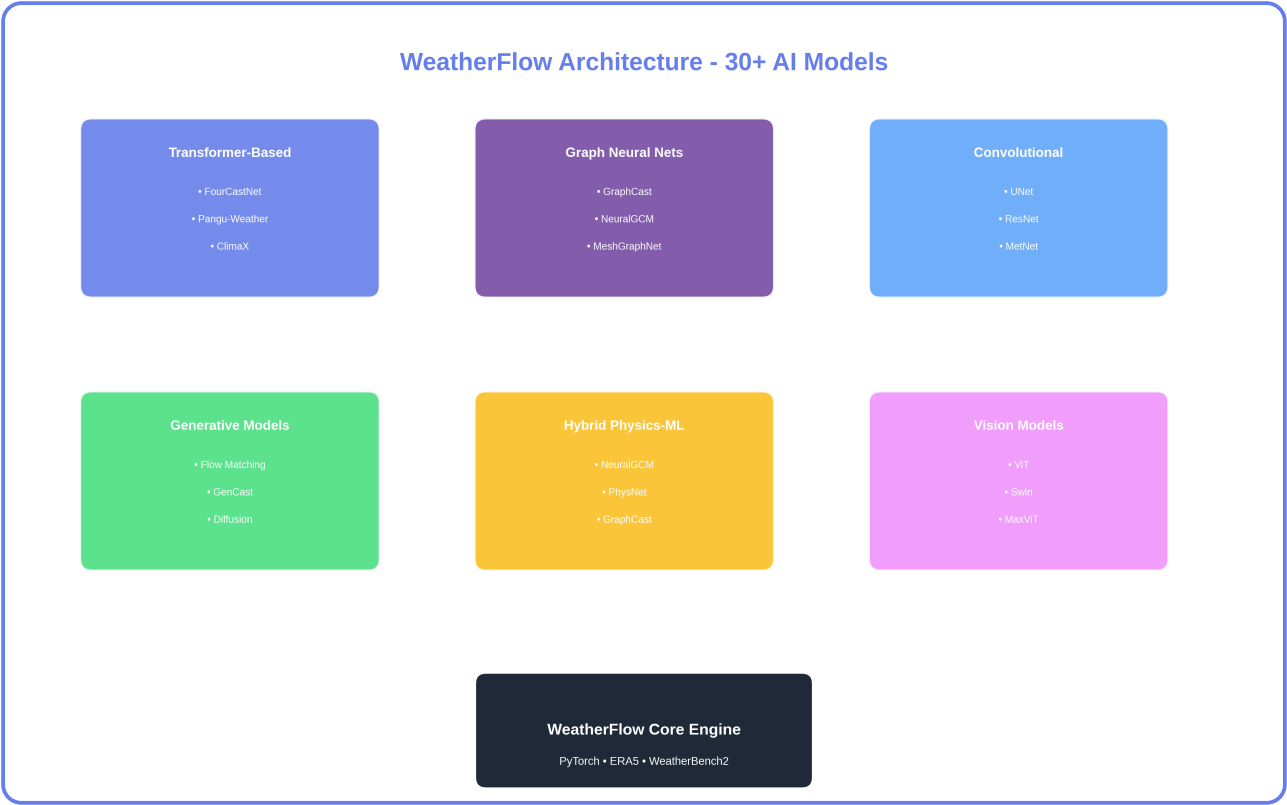 WeatherFlow Architecture - 30+ AI Models
Transformer-Based
• FourCastNet
• Pangu-Weather
• ClimaX
Graph Neural Nets
• GraphCast
• NeuralGCM
• MeshGraphNet
Convolutional
• UNet
• ResNet
• MetNet
Generative Models
• Flow Matching
• GenCast
• Diffusion
Hybrid Physics-ML
• NeuralGCM
• PhysNet
• GraphCast
Vision Models
• ViT
• Swin
• MaxViT
WeatherFlow Core Engine
PyTorch • ERA5 • WeatherBench2